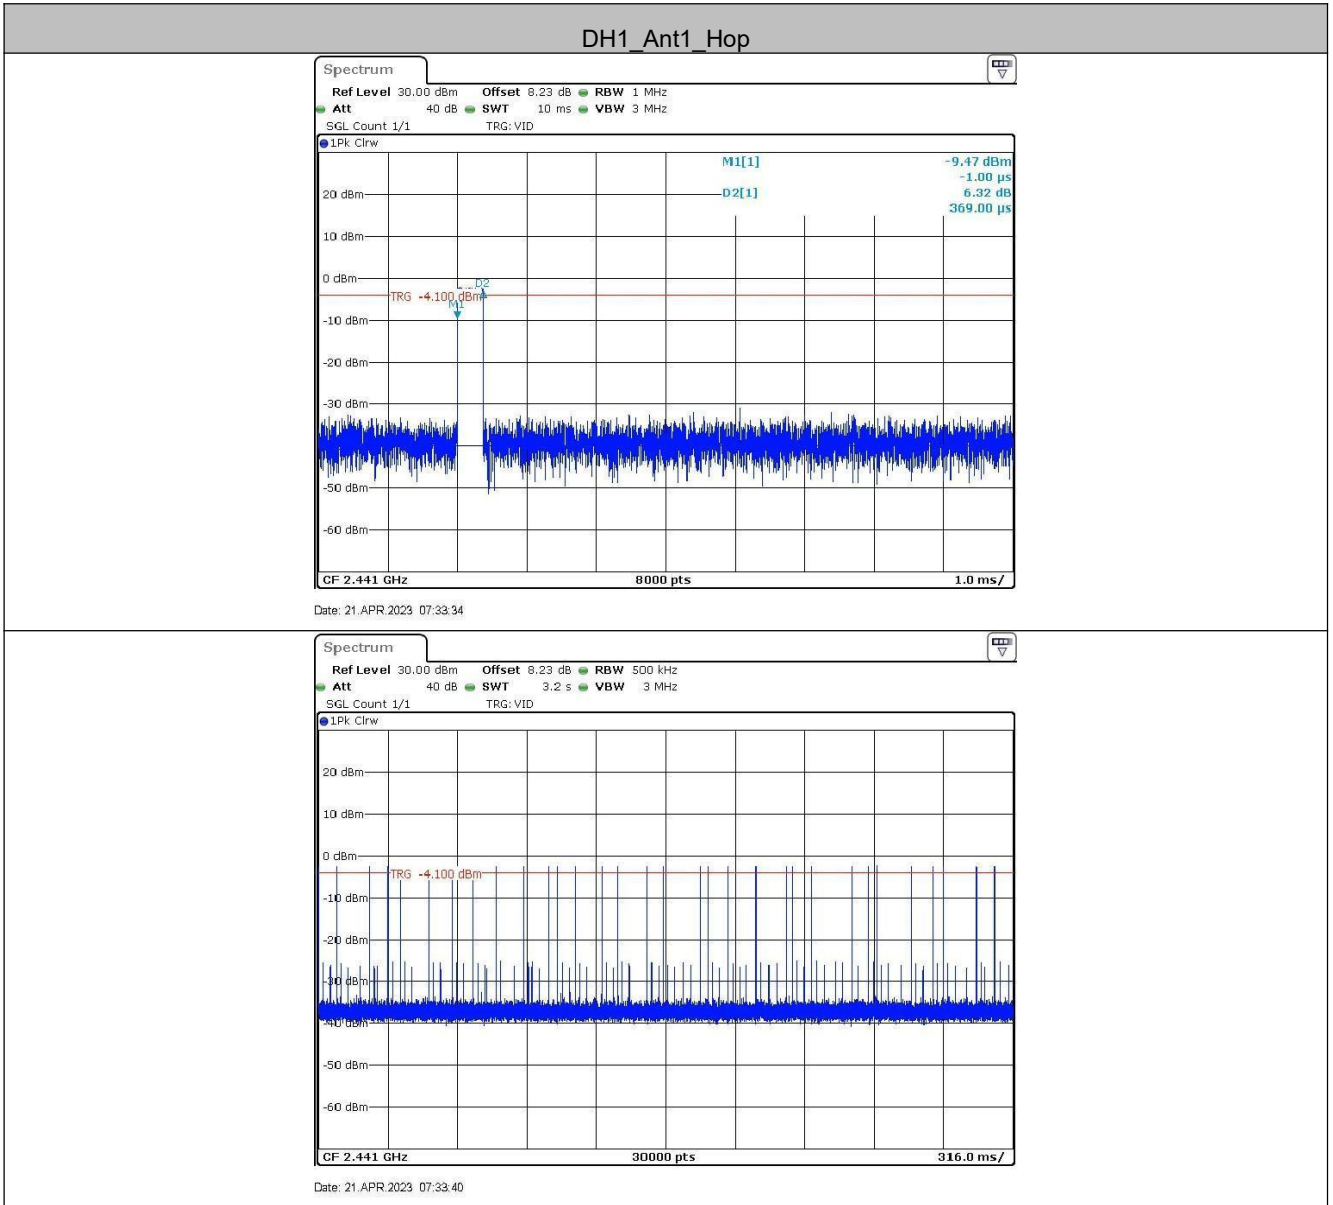 DH1_Ant1_Hop
Spectrum
Ref Level 30.00 dBm Offset 8.23 dB RBW 1 MHz
Att 40 dB SWT 10 ms VBW 3 MHz
SGL Count 1/1 TRG: VID
1Pk Clrw
M1[1] -9.47 dBm
-1.00 µs
20 dBm D2[1] 6.32 dB
369.00 µs
10 dBm
0 dBm
D2
TRG -4.100 dBm
M1
-10 dBm
-20 dBm
-30 dBm
-50 dBm
-60 dBm
CF 2.441 GHz 8000 pts 1.0 ms/
Date: 21.APR.2023 07:33:34
Spectrum
Ref Level 30.00 dBm Offset 8.23 dB RBW 500 kHz
Att 40 dB SWT 3.2 s VBW 3 MHz
SGL Count 1/1 TRG: VID
1Pk Clrw
20 dBm
10 dBm
0 dBm
TRG -4.100 dBm
-10 dBm
-20 dBm
-30 dBm
-40 dBm
-50 dBm
-60 dBm
CF 2.441 GHz 30000 pts 316.0 ms/
Date: 21.APR.2023 07:33:40